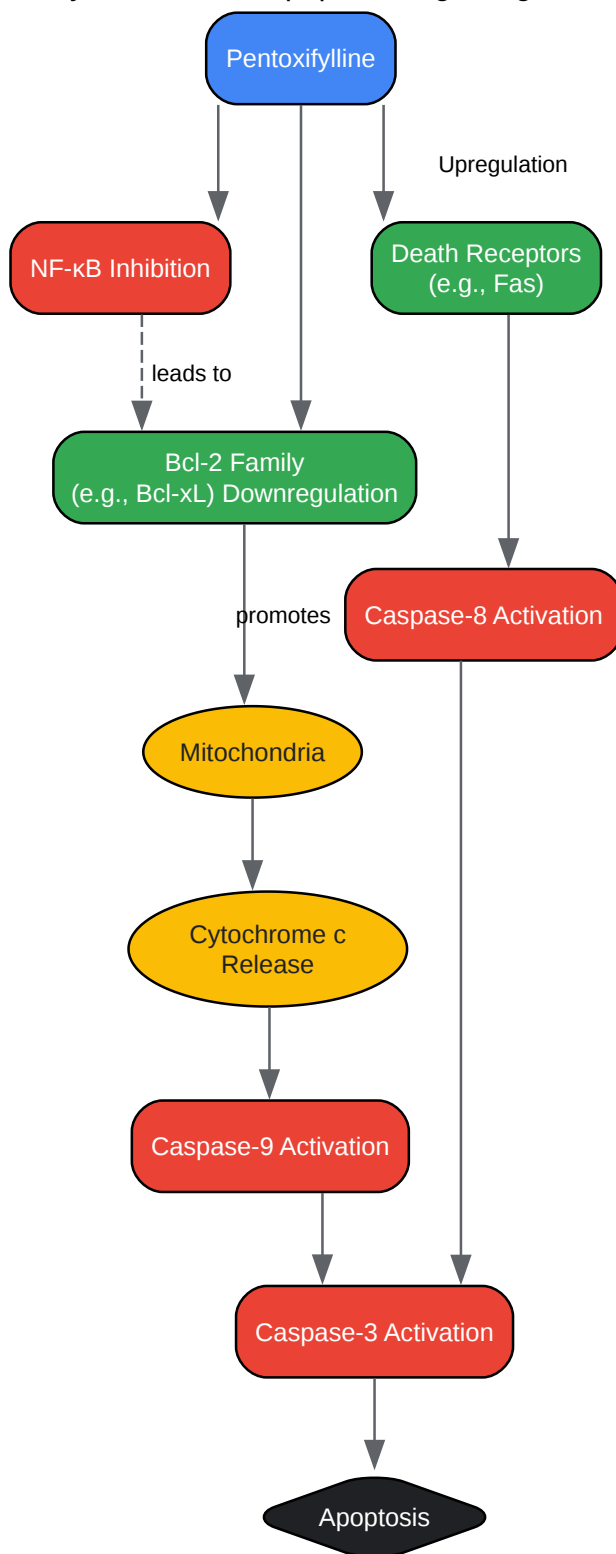 Pentoxifylline
Upregulation
NF-κB Inhibition
Death Receptors
(e.g., Fas)
leads to
Bcl-2 Family
(e.g., Bcl-xL) Downregulation
promotes
Caspase-8 Activation
Mitochondria
Cytochrome c
Release
Caspase-9 Activation
Caspase-3 Activation
Apoptosis